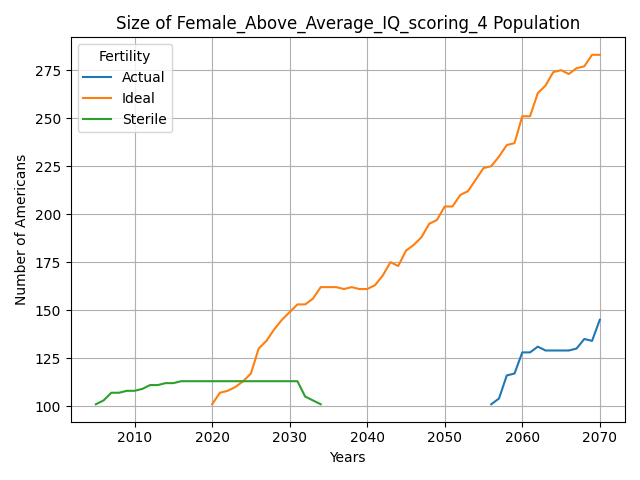 Size of Female_Above_Average_IQ_scoring_4 Population
Fertility
Actual
Ideal
Sterile
Number of Americans
275
250
225
200
175
150
125
100
2010 2020 2030 2040 2050 2060 2070
Years